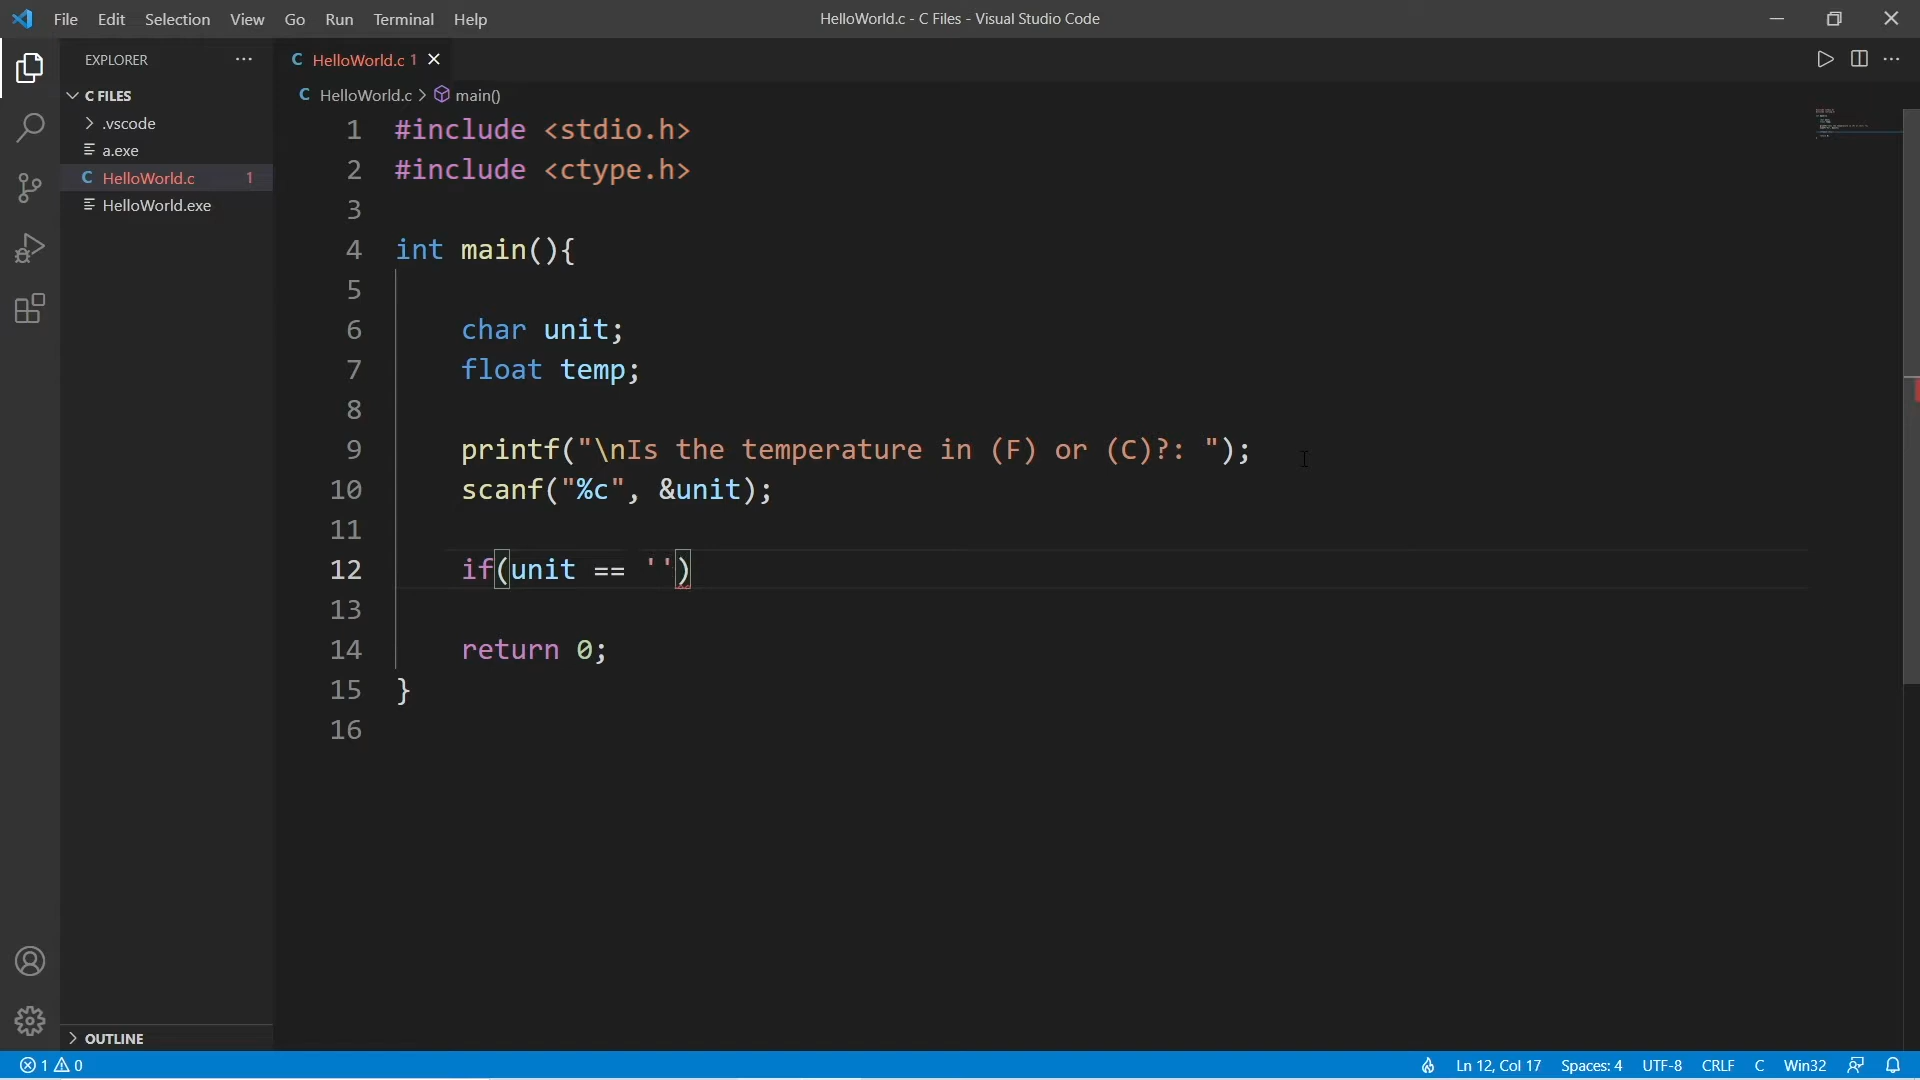 File Edit Selection View Go Run Terminal Help
HelloWorld.c - C Files - Visual Studio Code
EXPLORER
C FILES
.vscode
a.exe
C HelloWorld.c 1
HelloWorld.exe
OUTLINE
C HelloWorld.c 1
C HelloWorld.c > main()
1 #include <stdio.h>
2 #include <ctype.h>
3
4 int main(){
5
6 char unit;
7 float temp;
8
9 printf("\nIs the temperature in (F) or (C)?: ");
10 scanf("%c", &unit);
11
12 if(unit == '')
13
14 return 0;
15 }
16
1 0
Ln 12, Col 17 Spaces: 4 UTF-8 CRLF C Win32